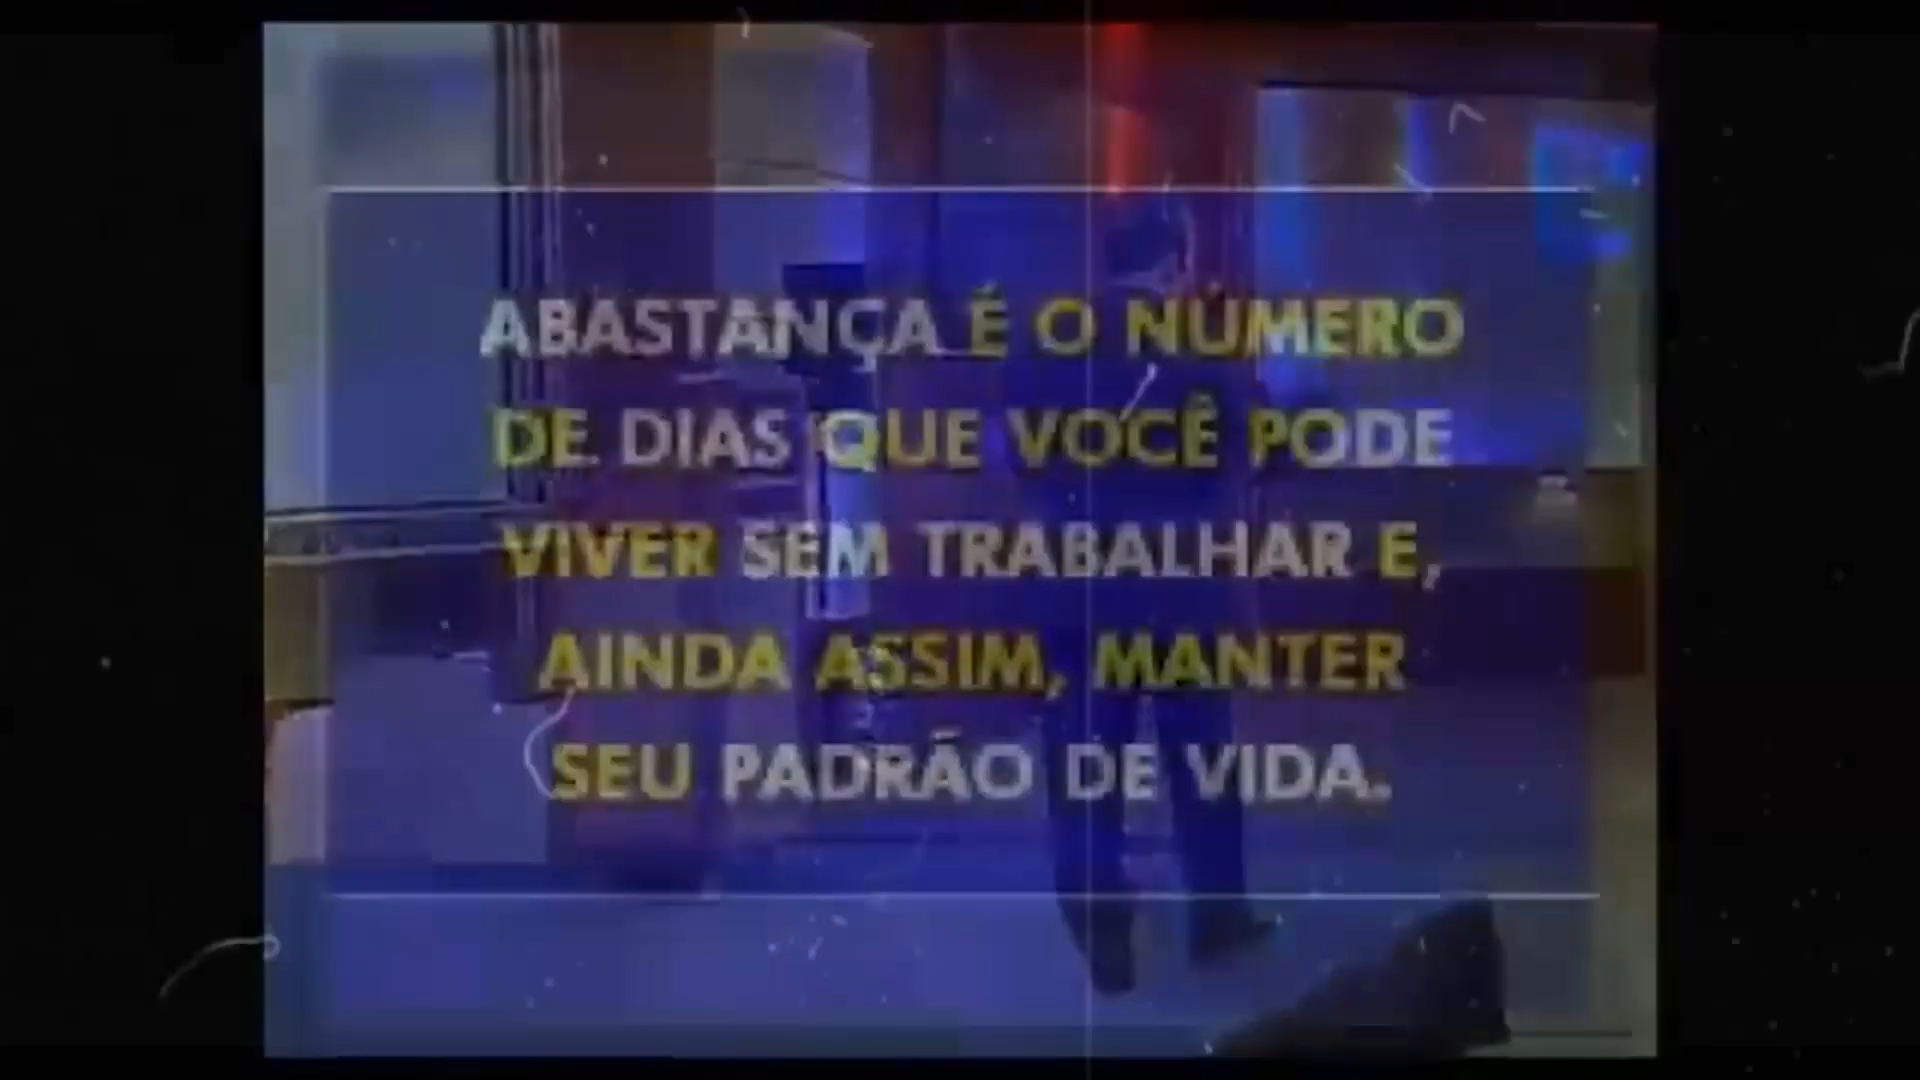 ABASTANÇA É O NÚMERO
DE DIAS QUE VOCÊ PODE
VIVER SEM TRABALHAR E,
AINDA ASSIM, MANTER
SEU PADRÃO DE VIDA.